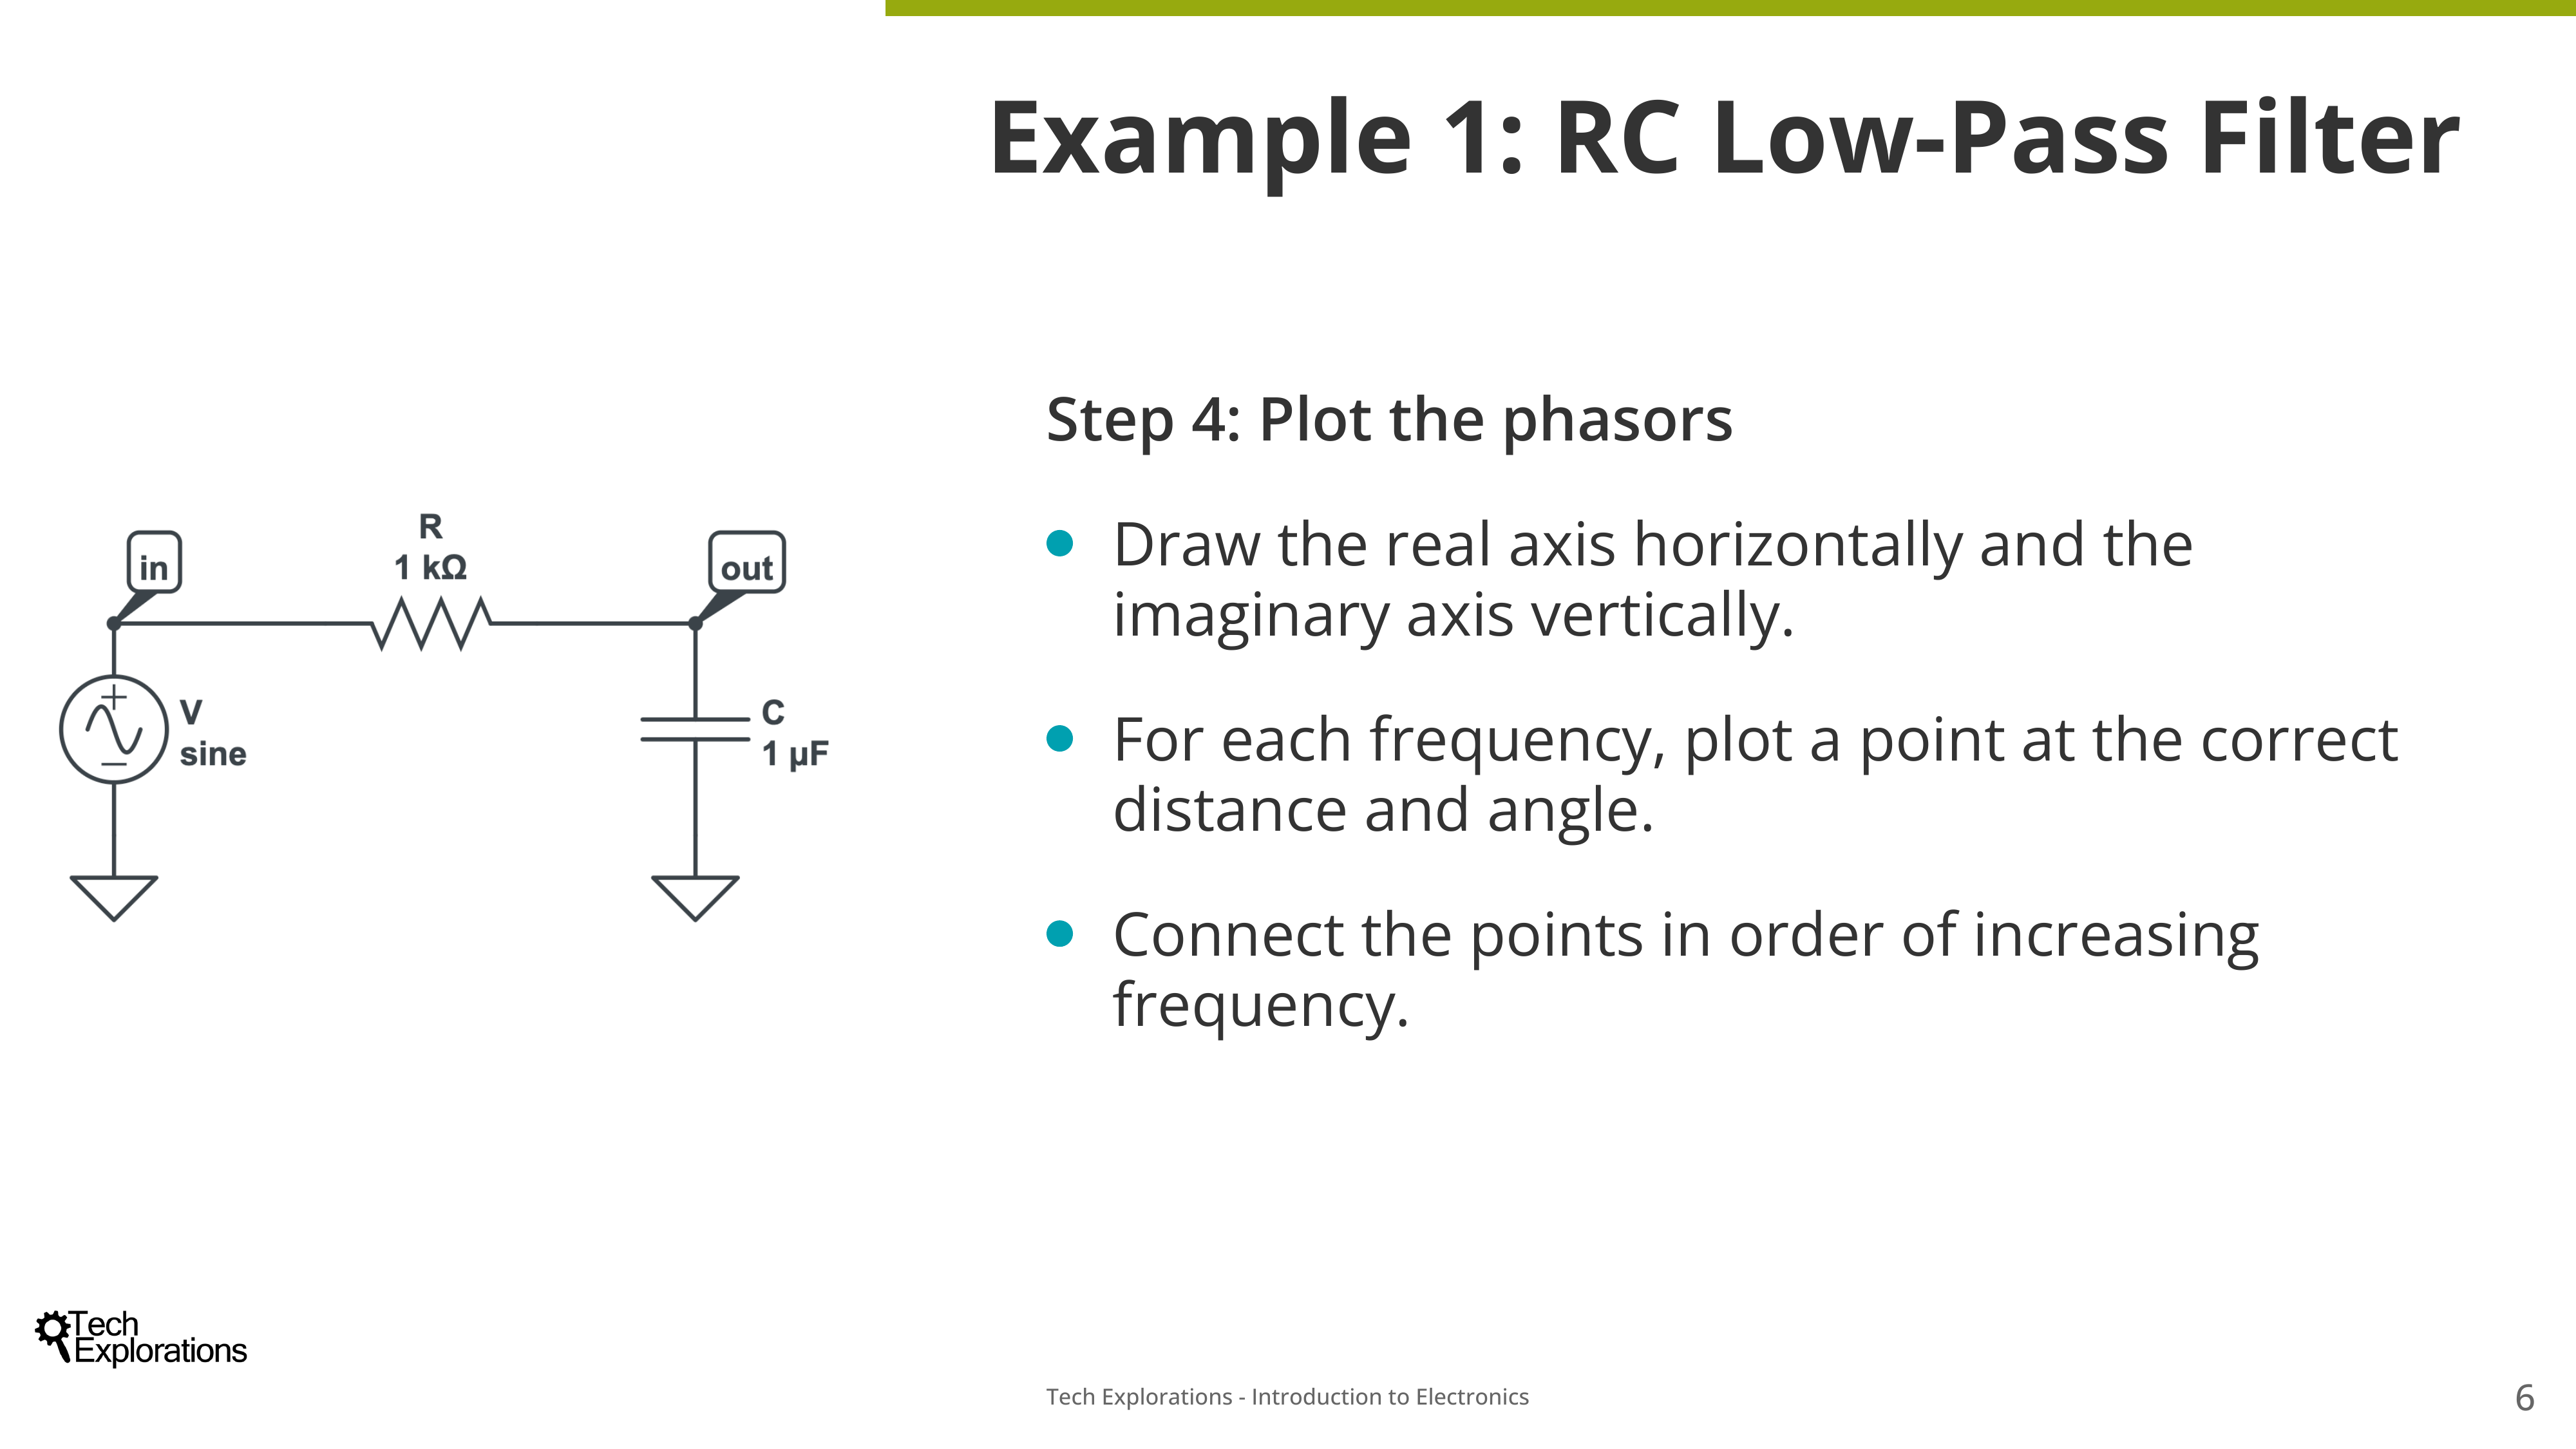 Example 1: RC Low-Pass Filter
Step 4: Plot the phasors
Draw the real axis horizontally and the
imaginary axis vertically.
For each frequency, plot a point at the correct
distance and angle.
Connect the points in order of increasing
frequency.
in
R
1 kΩ
out
V
sine
C
1 µF
Tech
Explorations
Tech Explorations - Introduction to Electronics
6